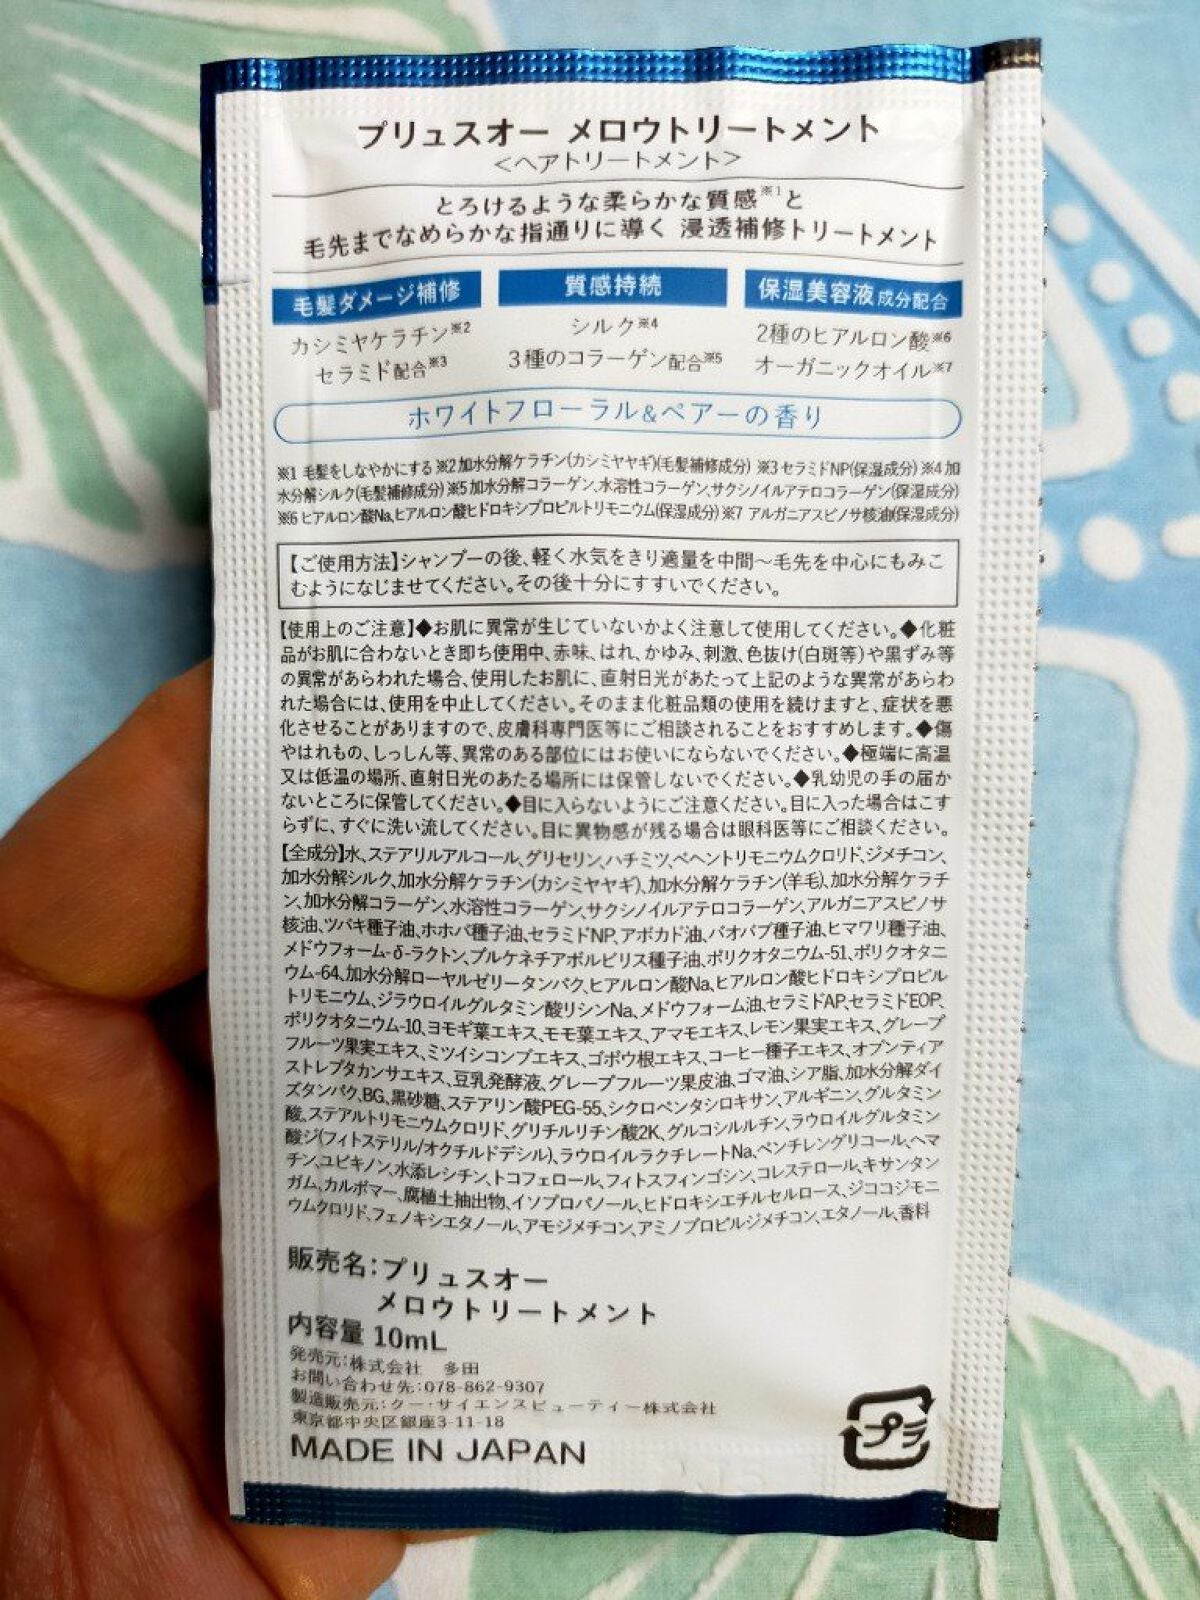 プリュスオー メロウトリートメント
<ヘアトリートメント>
とろけるような柔らかな質感※1と
毛先までなめらかな指通りに導く 浸透補修トリートメント
毛髪ダメージ補修
カシミヤケラチン※2
セラミド配合※3
質感持続
シルク※4
3種のコラーゲン配合※5
保湿美容液成分配合
2種のヒアルロン酸※6
オーガニックオイル※7
ホワイトフローラル&ペアーの香り
※1 毛髪をしなやかにする ※2加水分解ケラチン(カシミヤヤギ)(毛髪補修成分) ※3セラミドNP(保湿成分) ※4加
水分解シルク(毛髪補修成分) ※5加水分解コラーゲン、水溶性コラーゲン、サクシノイルアテロコラーゲン(保湿成分)
※6 ヒアルロン酸Na、ヒアルロン酸ヒドロキシプロピルトリモニウム(保湿成分) ※7 アルガニアスピノサ核油(保湿成分)
【ご使用方法】シャンプーの後、軽く水気をきり適量を中間〜毛先を中心にもみこ
むようになじませてください。その後十分にすすいでください。
【使用上のご注意】◆お肌に異常が生じていないかよく注意して使用してください。◆化粧
品がお肌に合わないとき即ち使用中、赤味、はれ、かゆみ、刺激、色抜け(白斑等)や黒ずみ等
の異常があらわれた場合、使用したお肌に、直射日光があたって上記のような異常があらわ
れた場合には、使用を中止してください。そのまま化粧品類の使用を続けますと、症状を悪
化させることがありますので、皮膚科専門医等にご相談されることをおすすめします。◆傷
やはれもの、しっしん等、異常のある部位にはお使いにならないでください。◆極端に高温
又は低温の場所、直射日光のあたる場所には保管しないでください。◆乳幼児の手の届か
ないところに保管してください。◆目に入らないようにご注意ください。目に入った場合はこす
らずに、すぐに洗い流してください。目に異物感が残る場合は眼科医等にご相談ください。
【全成分】水、ステアリルアルコール、グリセリン、ハチミツ、ベヘントリモニウムクロリド、ジメチコン、
加水分解シルク、加水分解ケラチン(カシミヤヤギ)、加水分解ケラチン(羊毛)、加水分解ケラチ
ン、加水分解コラーゲン、水溶性コラーゲン、サクシノイルアテロコラーゲン、アルガニアスピノサ
核油、ツバキ種子油、ホホバ種子油、セラミドNP、アボカド油、バオバブ種子油、ヒマワリ種子油、
メドウフォーム-δ-ラクトン、プルケネチアボルビリス種子油、ポリクオタニウム-51、ポリクオタニ
ウム-64、加水分解ローヤルゼリータンパク、ヒアルロン酸Na、ヒアルロン酸ヒドロキシプロピル
トリモニウム、ジラウロイルグルタミン酸リシンNa、メドウフォーム油、セラミドAP、セラミドEOP、
ポリクオタニウム-10、ヨモギ葉エキス、モモ葉エキス、アマモエキス、レモン果実エキス、グレープ
フルーツ果実エキス、ミツイシコンブエキス、ゴボウ根エキス、コーヒー種子エキス、オプンティア
ストレプタカンサエキス、豆乳発酵液、グレープフルーツ果皮油、ゴマ油、シア脂、加水分解ダイ
ズタンパク、BG、黒砂糖、ステアリン酸PEG-55、シクロペンタシロキサン、アルギニン、グルタミン
酸、ステアルトリモニウムクロリド、グリチルリチン酸2K、グルコシルルチン、ラウロイルグルタミン
酸ジ(フィトステリル/オクチルドデシル)、ラウロイルラクチレートNa、ペンチレングリコール、ヘマ
チン、ユビキノン、水添レシチン、トコフェロール、フィトスフィンゴシン、コレステロール、キサンタン
ガム、カルボマー、腐植土抽出物、イソプロパノール、ヒドロキシエチルセルロース、ジココジモニ
ウムクロリド、フェノキシエタノール、アモジメチコン、アミノプロピルジメチコン、エタノール、香料
販売名:プリュスオー
メロウトリートメント
内容量 10mL
発売元:株式会社 多田
お問い合わせ先:078-862-9307
製造販売元:クー・サイエンスビューティー株式会社
東京都中央区銀座3-11-18
MADE IN JAPAN
プラ